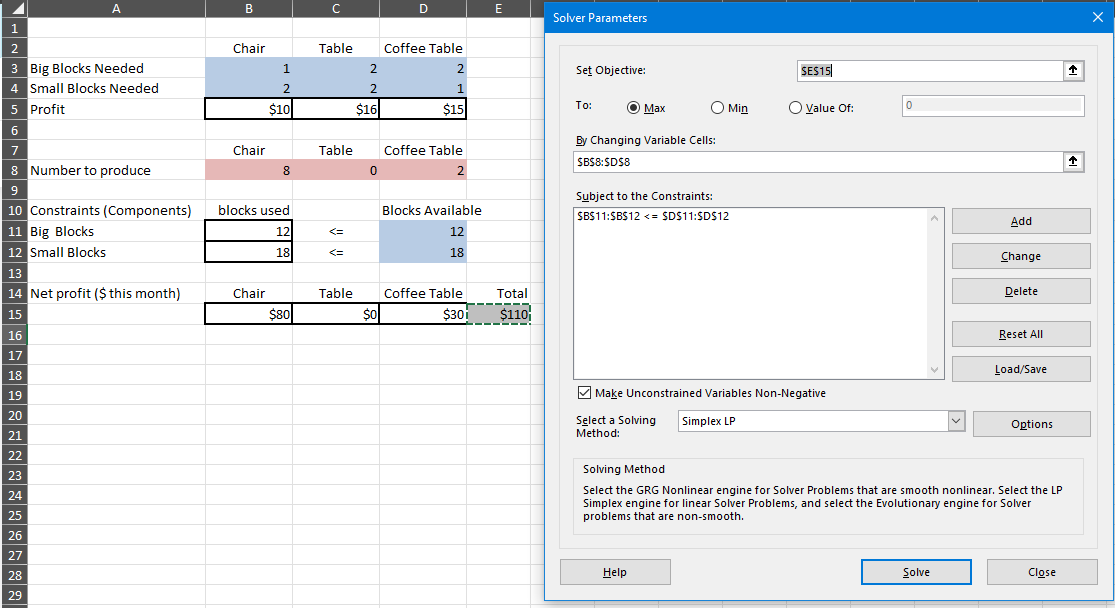 A B C D E
1
2 Chair Table Coffee Table
3 Big Blocks Needed 1 2 2
4 Small Blocks Needed 2 2 1
5 Profit $10 $16 $15
6
7 Chair Table Coffee Table
8 Number to produce 8 0 2
9
10 Constraints (Components) blocks used Blocks Available
11 Big Blocks 12 <= 12
12 Small Blocks 18 <= 18
13
14 Net profit ($ this month) Chair Table Coffee Table Total
15 $80 $0 $30 $110
16
17
18
19
20
21
22
23
24
25
26
27
28
29
Solver Parameters
Set Objective: $E$15
To: Max Min Value Of: 0
By Changing Variable Cells:
$B$8:$D$8
Subject to the Constraints:
$B$11:$B$12 <= $D$11:$D$12
Add
Change
Delete
Reset All
Load/Save
Make Unconstrained Variables Non-Negative
Select a Solving
Method:
Simplex LP
Options
Solving Method
Select the GRG Nonlinear engine for Solver Problems that are smooth nonlinear. Select the LP
Simplex engine for linear Solver Problems, and select the Evolutionary engine for Solver
problems that are non-smooth.
Help Solve Close